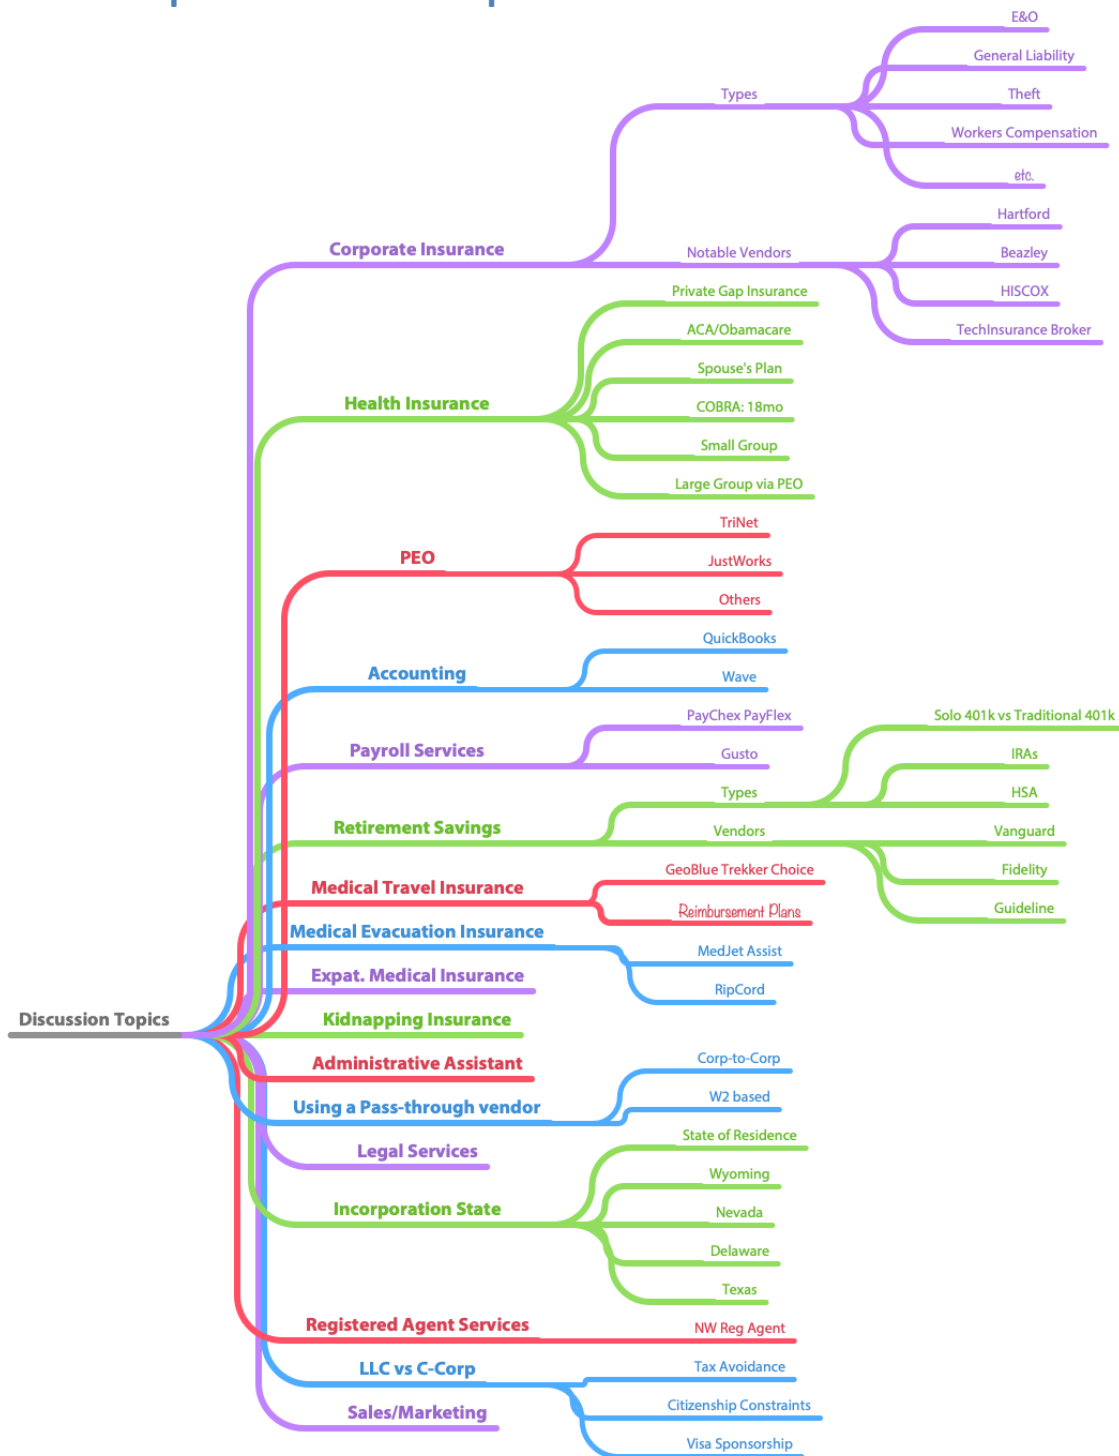 Discussion Topics
Corporate Insurance
Types
E&O
General Liability
Theft
Workers Compensation
etc.
Notable Vendors
Hartford
Beazley
HISCOX
TechInsurance Broker
Health Insurance
Private Gap Insurance
ACA/Obamacare
Spouse's Plan
COBRA: 18mo
Small Group
Large Group via PEO
PEO
TriNet
JustWorks
Others
Accounting
QuickBooks
Wave
Payroll Services
PayChex PayFlex
Gusto
Retirement Savings
Types
Solo 401k vs Traditional 401k
IRAs
HSA
Vendors
Vanguard
Fidelity
Guideline
Medical Travel Insurance
GeoBlue Trekker Choice
Reimbursement Plans
Medical Evacuation Insurance
MedJet Assist
RipCord
Expat. Medical Insurance
Kidnapping Insurance
Administrative Assistant
Using a Pass-through vendor
Corp-to-Corp
W2 based
Legal Services
Incorporation State
State of Residence
Wyoming
Nevada
Delaware
Texas
Registered Agent Services
NW Reg Agent
LLC vs C-Corp
Tax Avoidance
Citizenship Constraints
Visa Sponsorship
Sales/Marketing